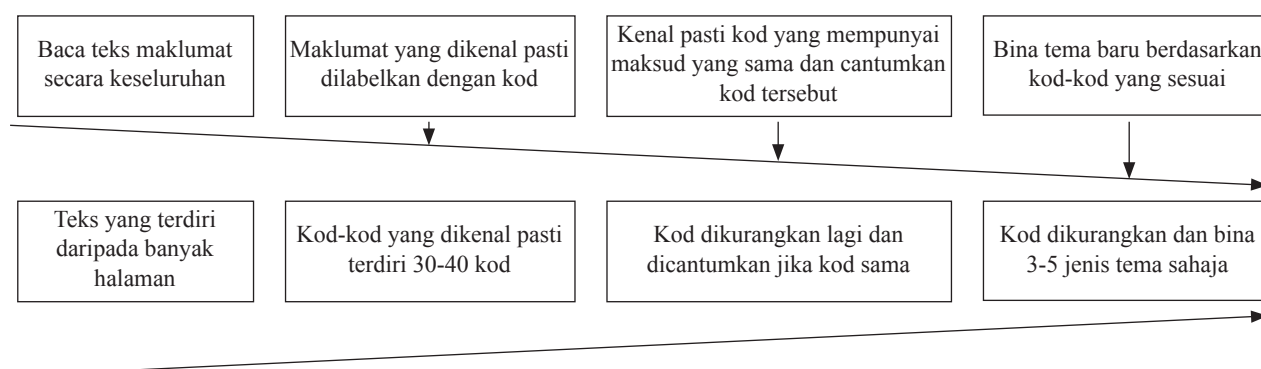 Baca teks maklumat
secara keseluruhan
Maklumat yang dikenal pasti
dilabelkan dengan kod
Kenal pasti kod yang mempunyai
maksud yang sama dan cantumkan
kod tersebut
Bina tema baru berdasarkan
kod-kod yang sesuai
Teks yang terdiri
daripada banyak
halaman
Kod-kod yang dikenal pasti
terdiri 30-40 kod
Kod dikurangkan lagi dan
dicantumkan jika kod sama
Kod dikurangkan dan bina
3-5 jenis tema sahaja